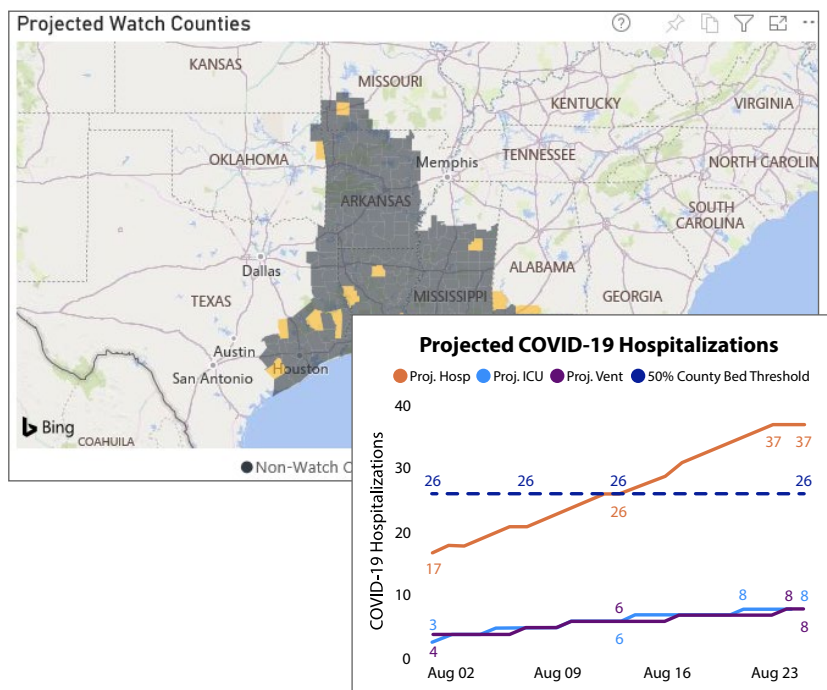 Projected Watch Counties
KANSAS
MISSOURI
KENTUCKY
VIRGINIA
OKLAHOMA
Memphis
TENNESSEE
NORTH CAROLIN
ARKANSAS
SOUTH
CAROLINA
Dallas
ALABAMA
MISSISSIPPI
GEORGIA
TEXAS
Austin
Houston
San Antonio
Bing
COAHUILA
Non-Watch C
Projected COVID-19 Hospitalizations
Proj. Hosp Proj. ICU Proj. Vent 50% County Bed Threshold
COVID-19 Hospitalizations
40
30
20
10
0
37 37
26 26 26 26
26
17
8 8 8
6
3
6 8
4
Aug 02 Aug 09 Aug 16 Aug 23